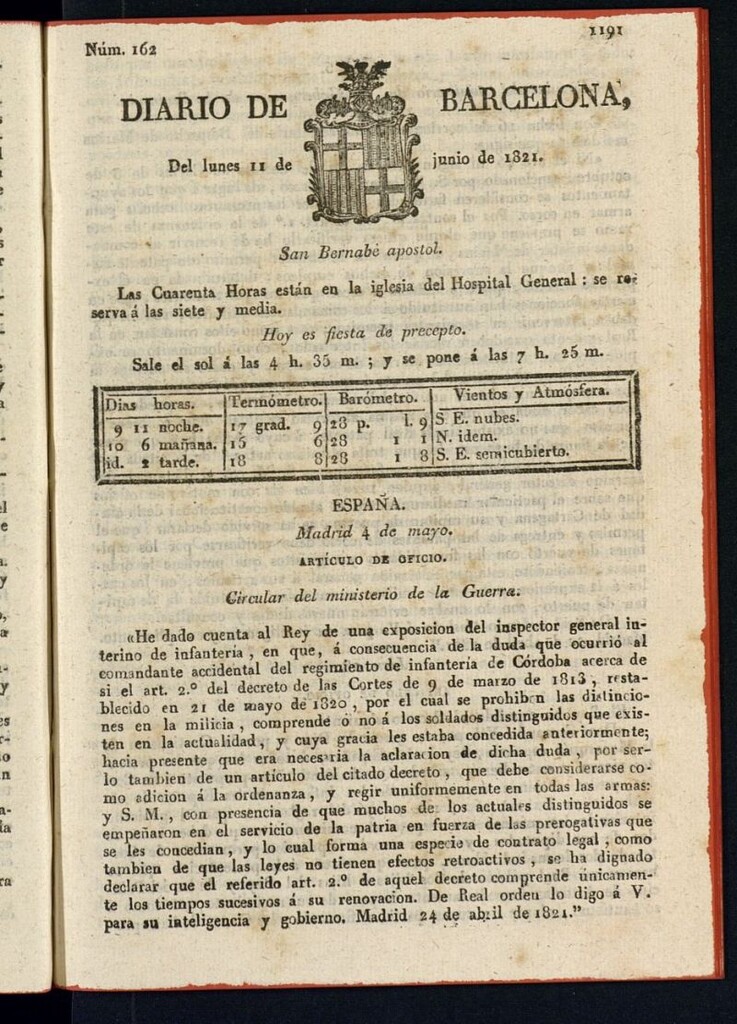 Núm. 162
1191
DIARIO DE BARCELONA,
Del lunes 11 de junio de 1821.
San Bernabé apostol.
Las Cuarenta Horas están en la iglesia del Hospital General : se re-
serva á las siete y media.
Hoy es fiesta de precepto.
Sale el sol á las 4 h. 35 m. ; y se pone á las 7 h. 25 m.
Dias horas. Termómetro. Barómetro. Vientos y Atmósfera.
9 11 noche. 17 grad. 9 28 p. l. 9 S. E. nubes.
10 6 mañana. 15 6 28 1 1 N. idem.
id. 2 tarde. 18 8 28 1 8 S. E. semicubierto.
ESPAÑA.
Madrid 4 de mayo.
ARTÍCULO DE OFICIO.
Circular del ministerio de la Guerra.
«He dado cuenta al Rey de una exposicion del inspector general in-
terino de infantería , en que, á consecuencia de la duda que ocurrió al
comandante accidental del regimiento de infantería de Córdoba acerca de
si el art. 2.º del decreto de las Cortes de 9 de marzo de 1813 , resta-
blecido en 21 de mayo de 1820 , por el cual se prohiben las distincio-
nes en la milicia , comprende ó no á los soldados distinguidos que exis-
ten en la actualidad, y cuya gracia les estaba concedida anteriormente;
hacia presente que era necesaria la aclaracion de dicha duda , por ser-
lo tambien de un artículo del citado decreto , que debe considerarse co-
mo adicion á la ordenanza , y regir uniformemente en todas las armas:
y S. M. , con presencia de que muchos de los actuales distinguidos se
empeñaron en el servicio de la patria en fuerza de las prerogativas que
se les concedian , y lo cual forma una especie de contrato legal , como
tambien de que las leyes no tienen efectos retroactivos , se ha dignado
declarar que el referido art. 2.º de aquel decreto comprende únicamen-
te los tiempos sucesivos á su renovacion. De Real orden lo digo á V.
para su inteligencia y gobierno. Madrid 24 de abril de 1821.”